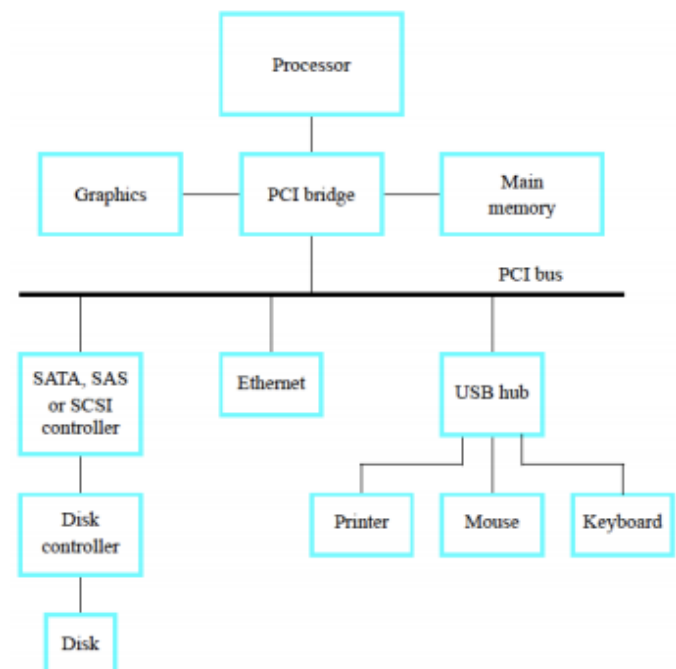 Processor
Graphics
PCI bridge
Main
memory
PCI bus
SATA, SAS
or SCSI
controller
Ethernet
USB hub
Disk
controller
Printer
Mouse
Keyboard
Disk